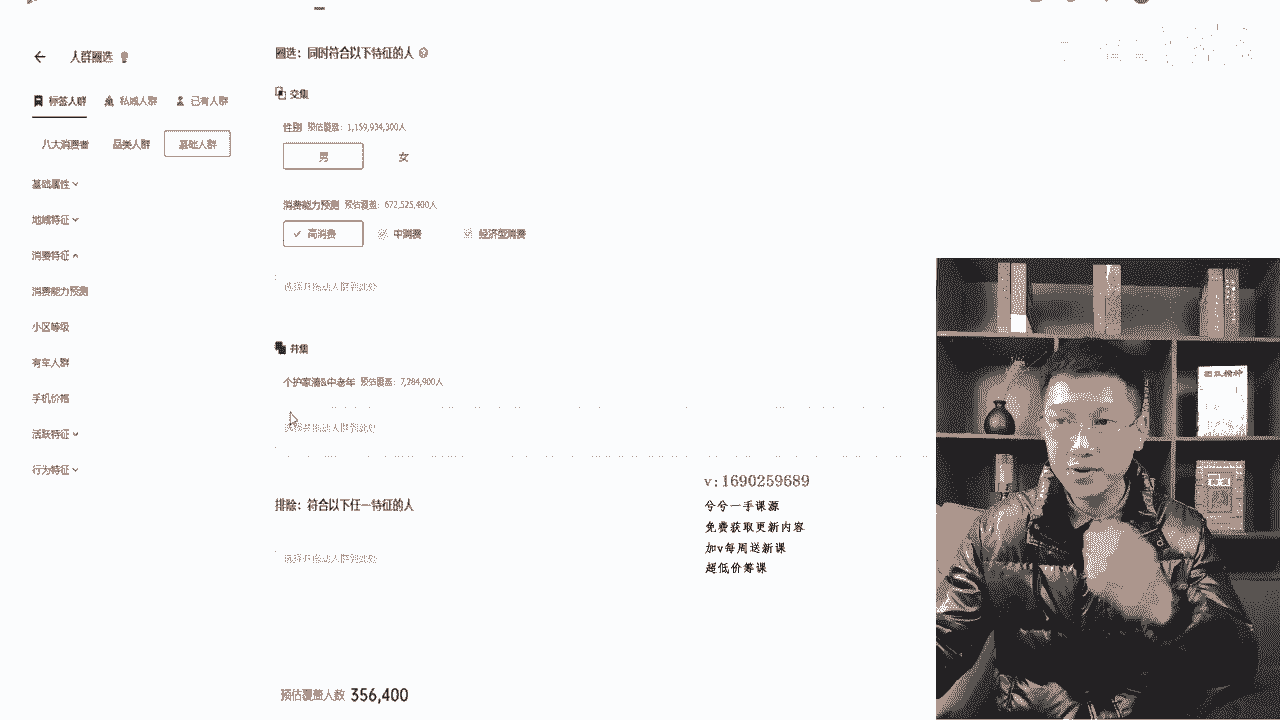 人群圈选
标签人群 私域人群 已有人群
八大消费者 品类人群 基础人群
基础属性
地域特征
消费特征
消费能力预测
小区等级
有车人群
手机价格
活跃特征
行为特征
圈选：同时符合以下特征的人
交集
性别 预估覆盖：1,159,934,300人
男 女
消费能力预测 预估覆盖：672,525,400人
高消费 中消费 经济型消费
选择并拖动人群到此处
并集
个护家清&中老年 预估覆盖：7,284,900人
选择并拖动人群到此处
排除：符合以下任一特征的人
选择并拖动人群到此处
预估覆盖人数 356,400
v:1690259689
兮兮一手课源
免费获取更新内容
加v每周送新课
超低价筹课
团队精神